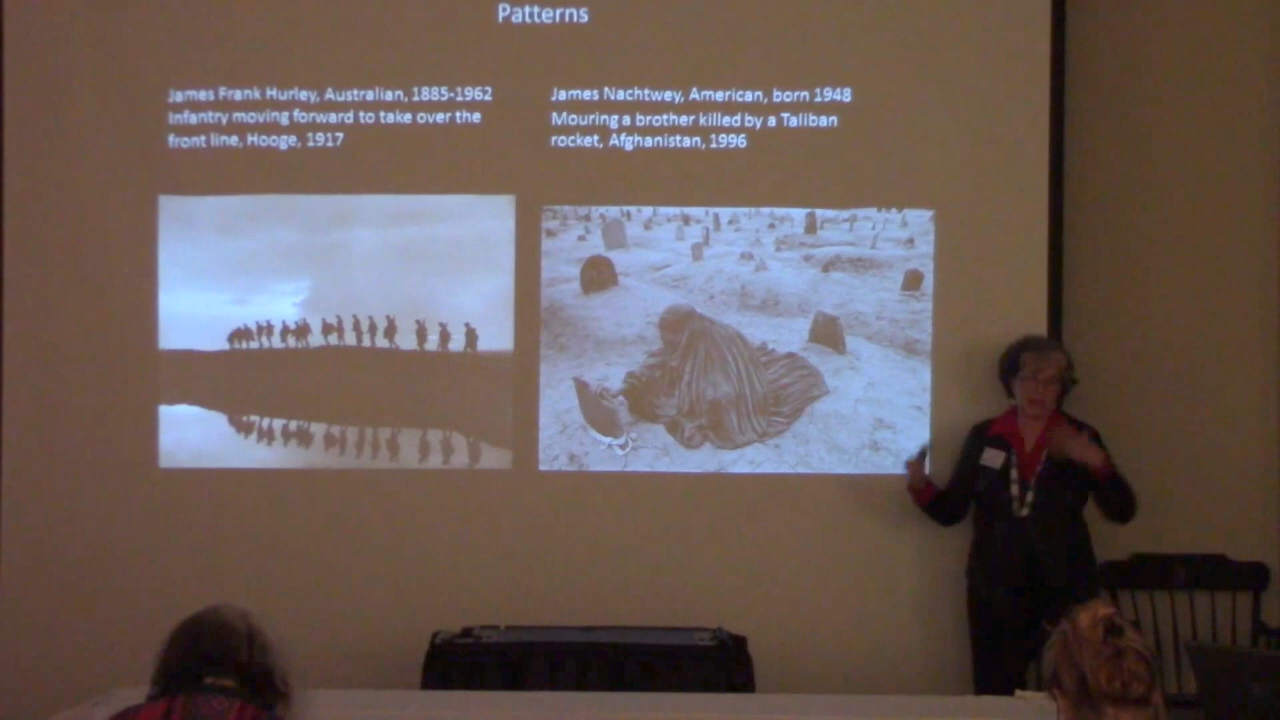 Patterns
James Frank Hurley, Australian, 1885-1962
Infantry moving forward to take over the
front line, Hooge, 1917
James Nachtwey, American, born 1948
Mouring a brother killed by a Taliban
rocket, Afghanistan, 1996